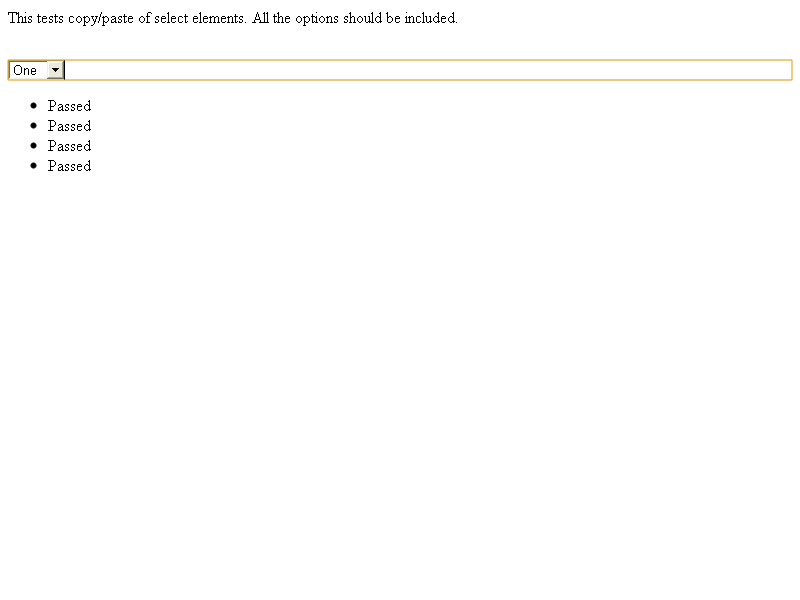 This tests copy/paste of select elements. All the options should be included.
One
Passed
Passed
Passed
Passed